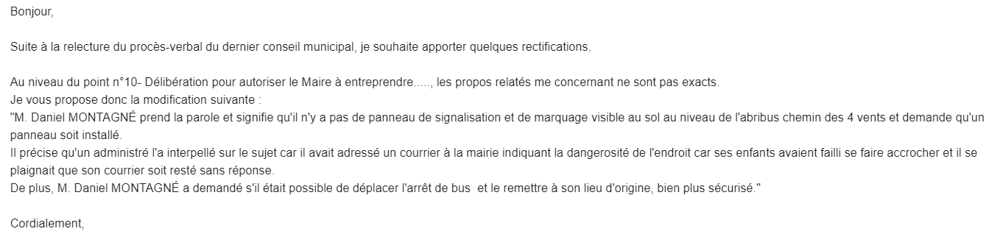 Bonjour,
Suite à la relecture du procès-verbal du dernier conseil municipal, je souhaite apporter quelques rectifications.
Au niveau du point n°10- Délibération pour autoriser le Maire à entreprendre....., les propos relatés me concernant ne sont pas exacts.
Je vous propose donc la modification suivante :
"M. Daniel MONTAGNÉ prend la parole et signifie qu'il n'y a pas de panneau de signalisation et de marquage visible au sol au niveau de l'abribus chemin des 4 vents et demande qu'un
panneau soit installé.
Il précise qu'un administré l'a interpellé sur le sujet car il avait adressé un courrier à la mairie indiquant la dangerosité de l'endroit car ses enfants avaient failli se faire accrocher et il se
plaignait que son courrier soit resté sans réponse.
De plus, M. Daniel MONTAGNÉ a demandé s'il était possible de déplacer l'arrêt de bus  et le remettre à son lieu d'origine, bien plus sécurisé."
Cordialement,